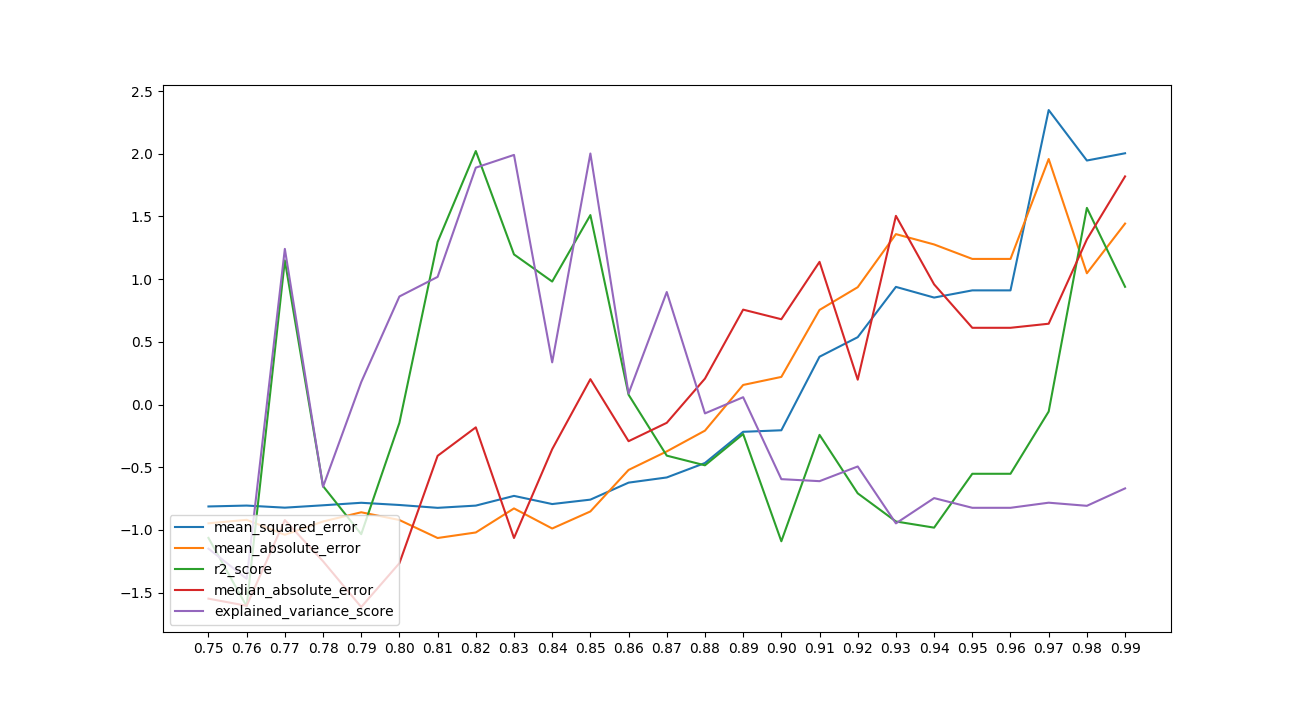 2.5
2.0
1.5
1.0
0.5
0.0
−0.5
−1.0
−1.5
mean_squared_error
mean_absolute_error
r2_score
median_absolute_error
explained_variance_score
0.75 0.76 0.77 0.78 0.79 0.80 0.81 0.82 0.83 0.84 0.85 0.86 0.87 0.88 0.89 0.90 0.91 0.92 0.93 0.94 0.95 0.96 0.97 0.98 0.99